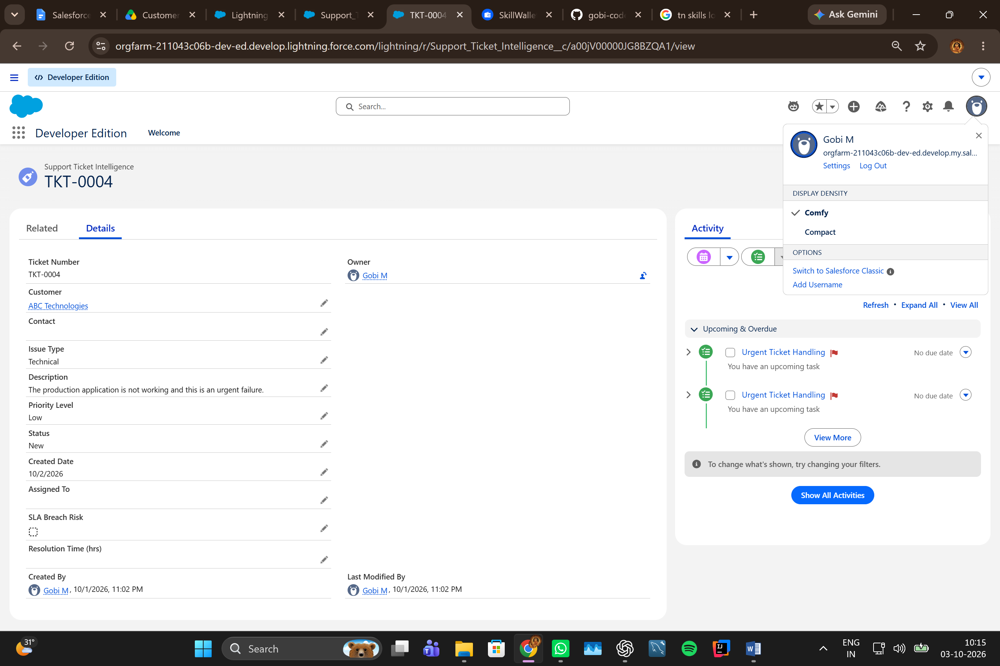 Salesforce
Customer
Lightning
Support_T
TKT-0004
SkillWalle
gobi-code
tn skills lo
Ask Gemini
orgfarm-211043c06b-dev-ed.develop.lightning.force.com/lightning/r/Support_Ticket_Intelligence__c/a00jV00000JG8BZQA1/view
Developer Edition
Search...
Developer Edition
Welcome
Gobi M
orgfarm-211043c06b-dev-ed.develop.my.sal...
Settings
Log Out
DISPLAY DENSITY
Comfy
Compact
OPTIONS
Switch to Salesforce Classic
Add Username
Support Ticket Intelligence
TKT-0004
Related
Details
Ticket Number
TKT-0004
Owner
Gobi M
Customer
ABC Technologies
Contact
Issue Type
Technical
Description
The production application is not working and this is an urgent failure.
Priority Level
Low
Status
New
Created Date
10/2/2026
Assigned To
SLA Breach Risk
Resolution Time (hrs)
Created By
Gobi M, 10/1/2026, 11:02 PM
Last Modified By
Gobi M, 10/1/2026, 11:02 PM
Activity
Refresh • Expand All • View All
Upcoming & Overdue
Urgent Ticket Handling
No due date
You have an upcoming task
Urgent Ticket Handling
No due date
You have an upcoming task
View More
To change what's shown, try changing your filters.
Show All Activities
31°
Search
ENG
IN
10:15
03-10-2026